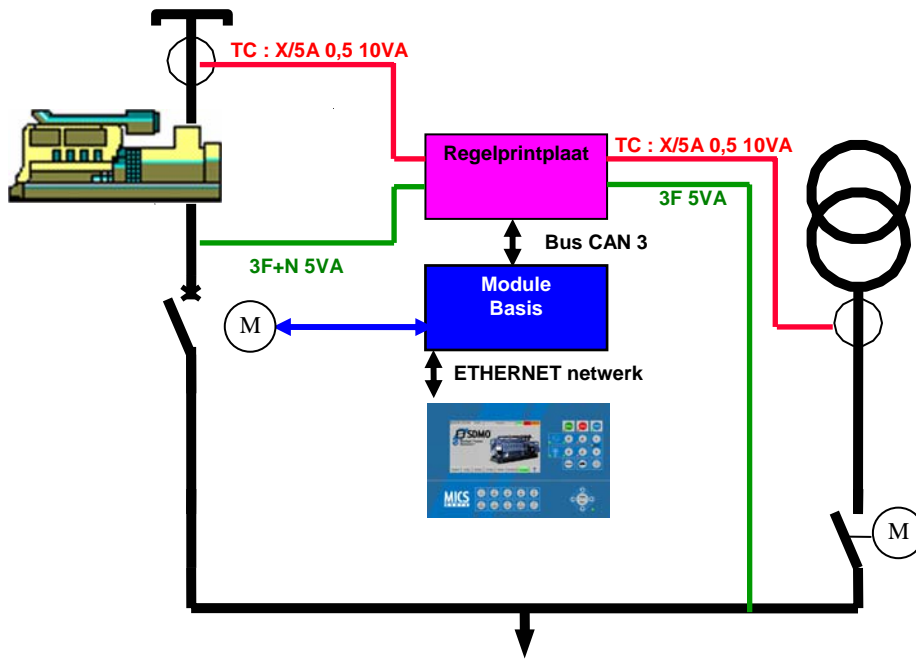 TC : X/5A 0,5 10VA
Regelprintplaat
TC : X/5A 0,5 10VA
3F 5VA
Bus CAN 3
3F+N 5VA
Module
Basis
M
ETHERNET netwerk
SDMO
MICS
M